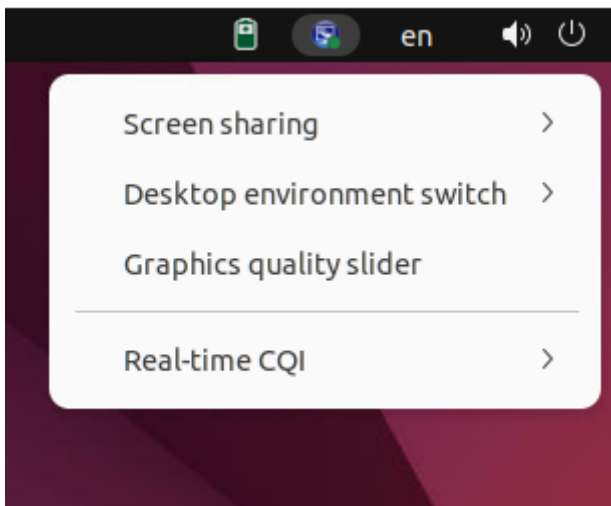 en
Screen sharing
Desktop environment switch
Graphics quality slider
Real-time CQI